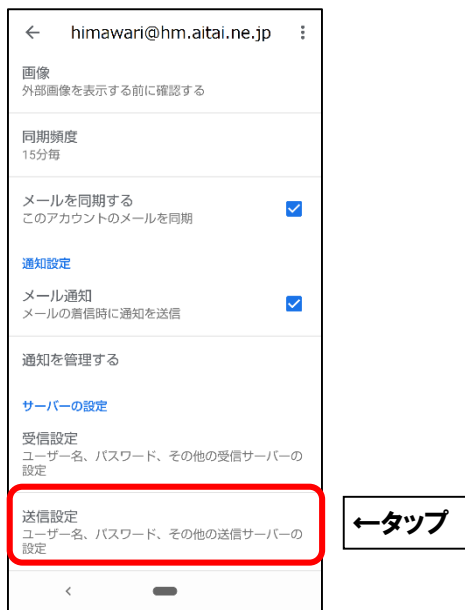 himawari@hm.aitai.ne.jp
画像
外部画像を表示する前に確認する
同期頻度
15分毎
メールを同期する
このアカウントのメールを同期
通知設定
メール通知
メールの着信時に通知を送信
通知を管理する
サーバーの設定
受信設定
ユーザー名、パスワード、その他の受信サーバーの
設定
送信設定
ユーザー名、パスワード、その他の送信サーバーの
設定
←タップ